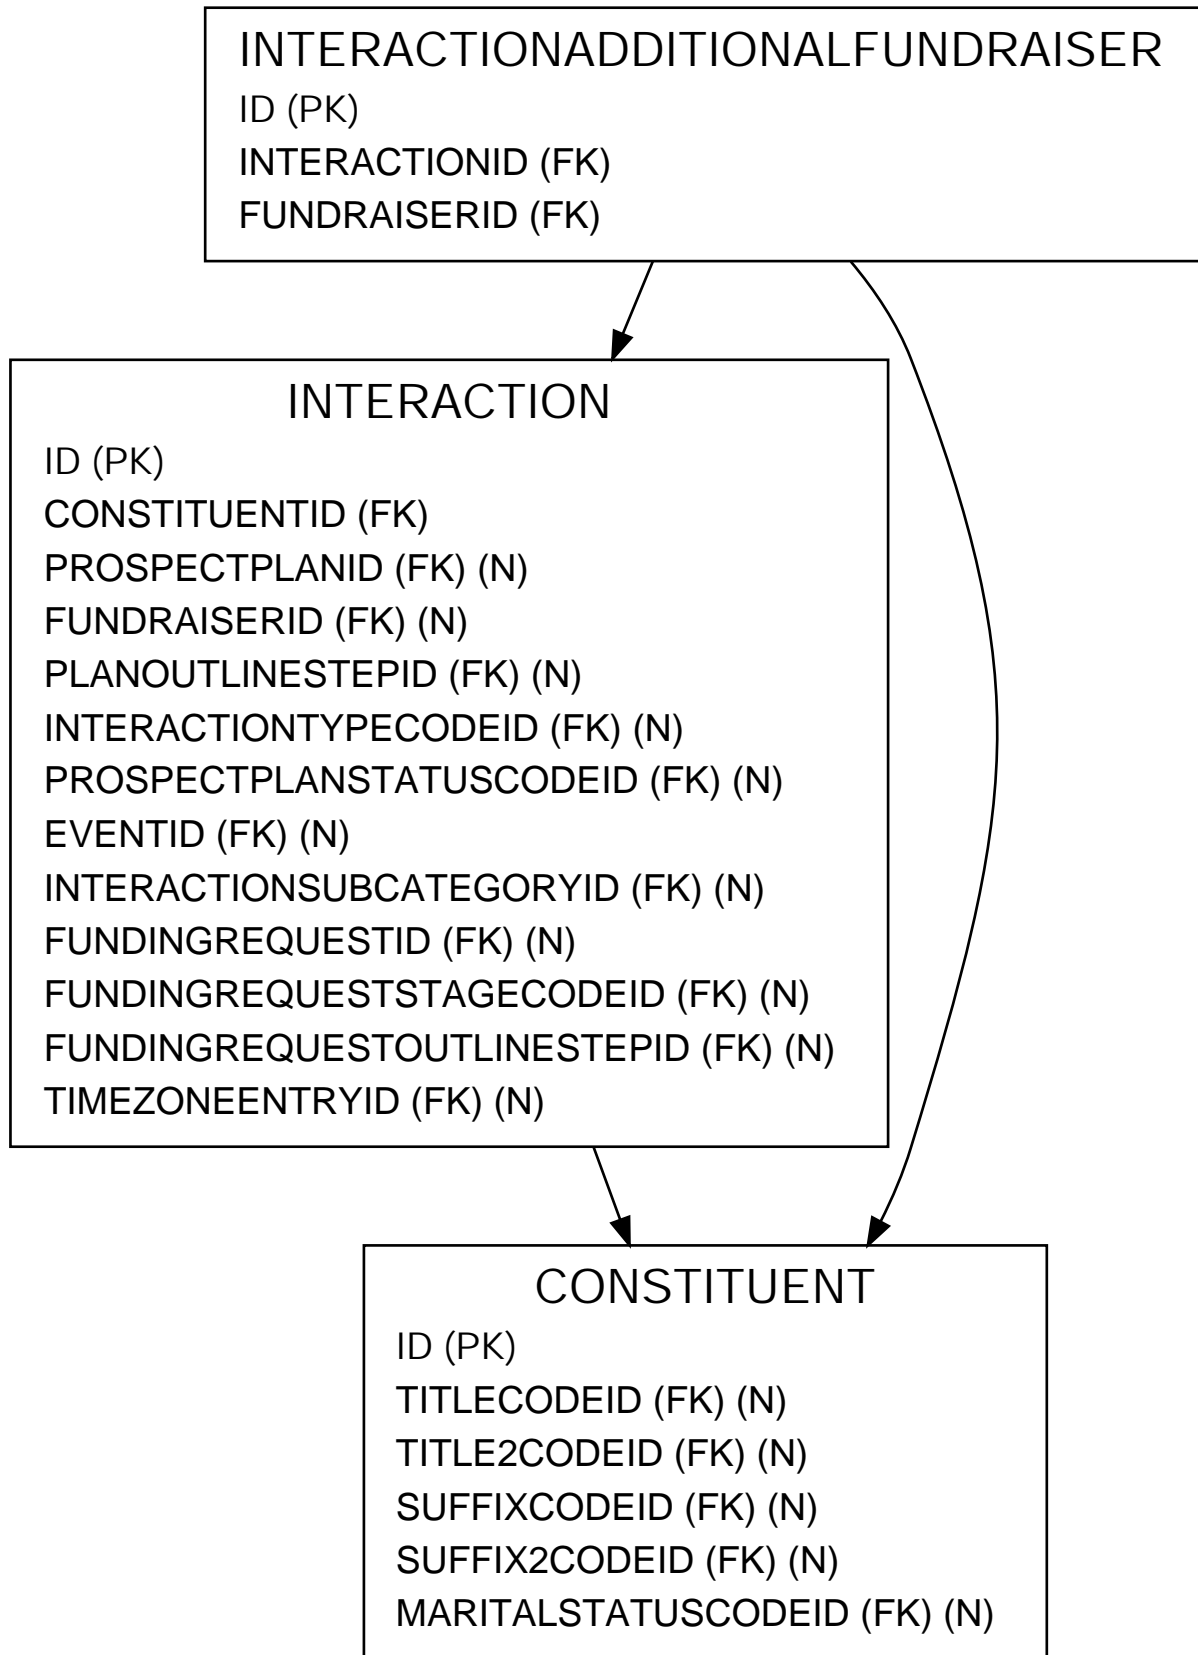 INTERACTIONADDITIONALFUNDRAISER
ID (PK)
INTERACTIONID (FK)
FUNDRAISERID (FK)
INTERACTION
ID (PK)
CONSTITUENTID (FK)
PROSPECTPLANID (FK) (N)
FUNDRAISERID (FK) (N)
PLANOUTLINESTEPID (FK) (N)
INTERACTIONTYPECODEID (FK) (N)
PROSPECTPLANSTATUSCODEID (FK) (N)
EVENTID (FK) (N)
INTERACTIONSUBCATEGORYID (FK) (N)
FUNDINGREQUESTID (FK) (N)
FUNDINGREQUESTSTAGECODEID (FK) (N)
FUNDINGREQUESTOUTLINESTEPID (FK) (N)
TIMEZONEENTRYID (FK) (N)
CONSTITUENT
ID (PK)
TITLECODEID (FK) (N)
TITLE2CODEID (FK) (N)
SUFFIXCODEID (FK) (N)
SUFFIX2CODEID (FK) (N)
MARITALSTATUSCODEID (FK) (N)